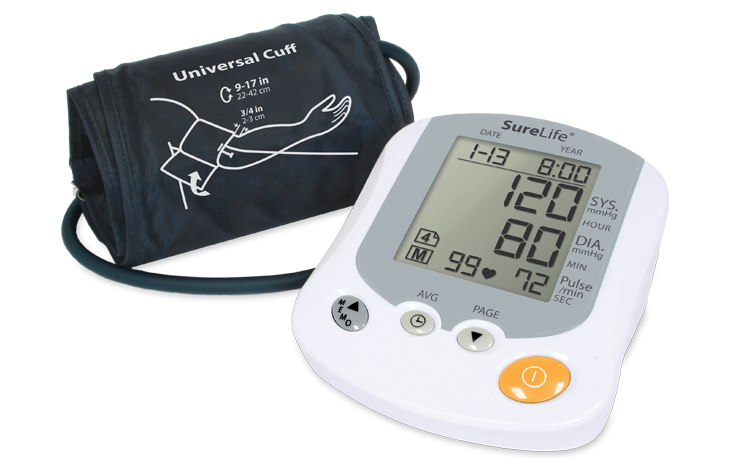 Universal Cuff
9-17 in
22-42 cm
3/4 in
2-3 cm
SureLife®
DATE YEAR
1-13 8:00
120 SYS.
mmHg
HOUR
80 DIA.
mmHg
4
M
MIN
99 72 Pulse
/min
SEC
AVG PAGE
MEMO